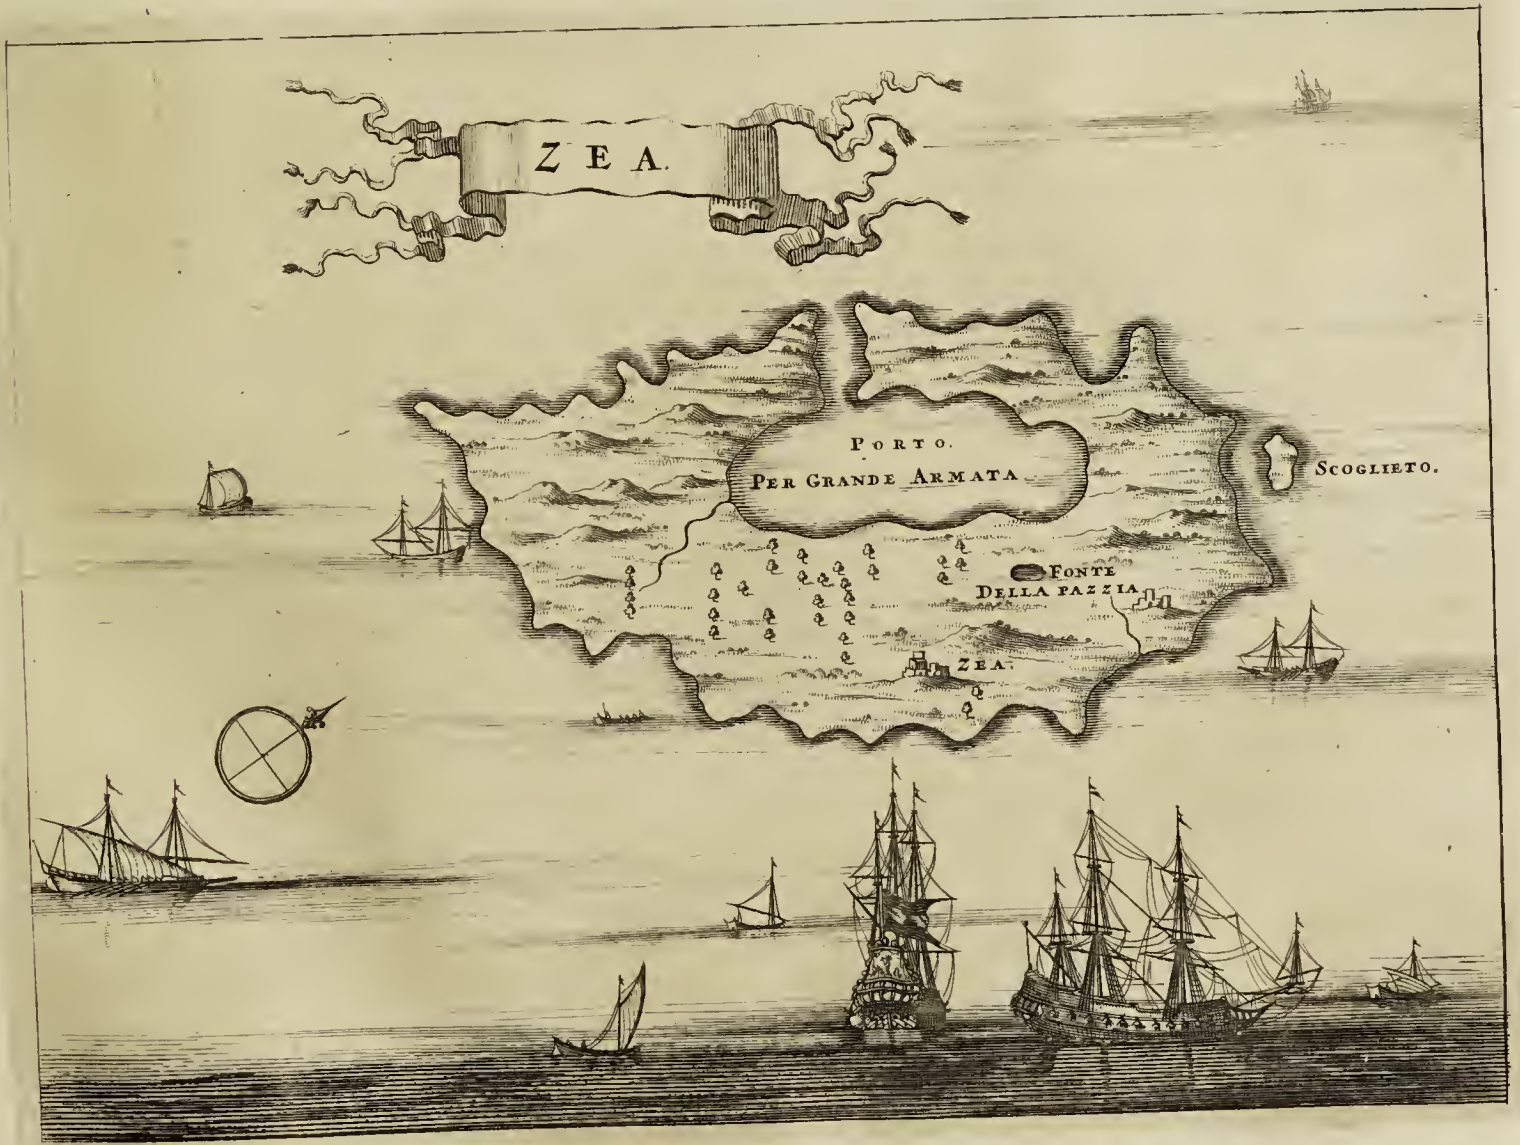 ZEA.
PORTO.
PER GRANDE ARMATA
SCOGLIETO.
FONTE
DELLA PAZZIA
ZEA.